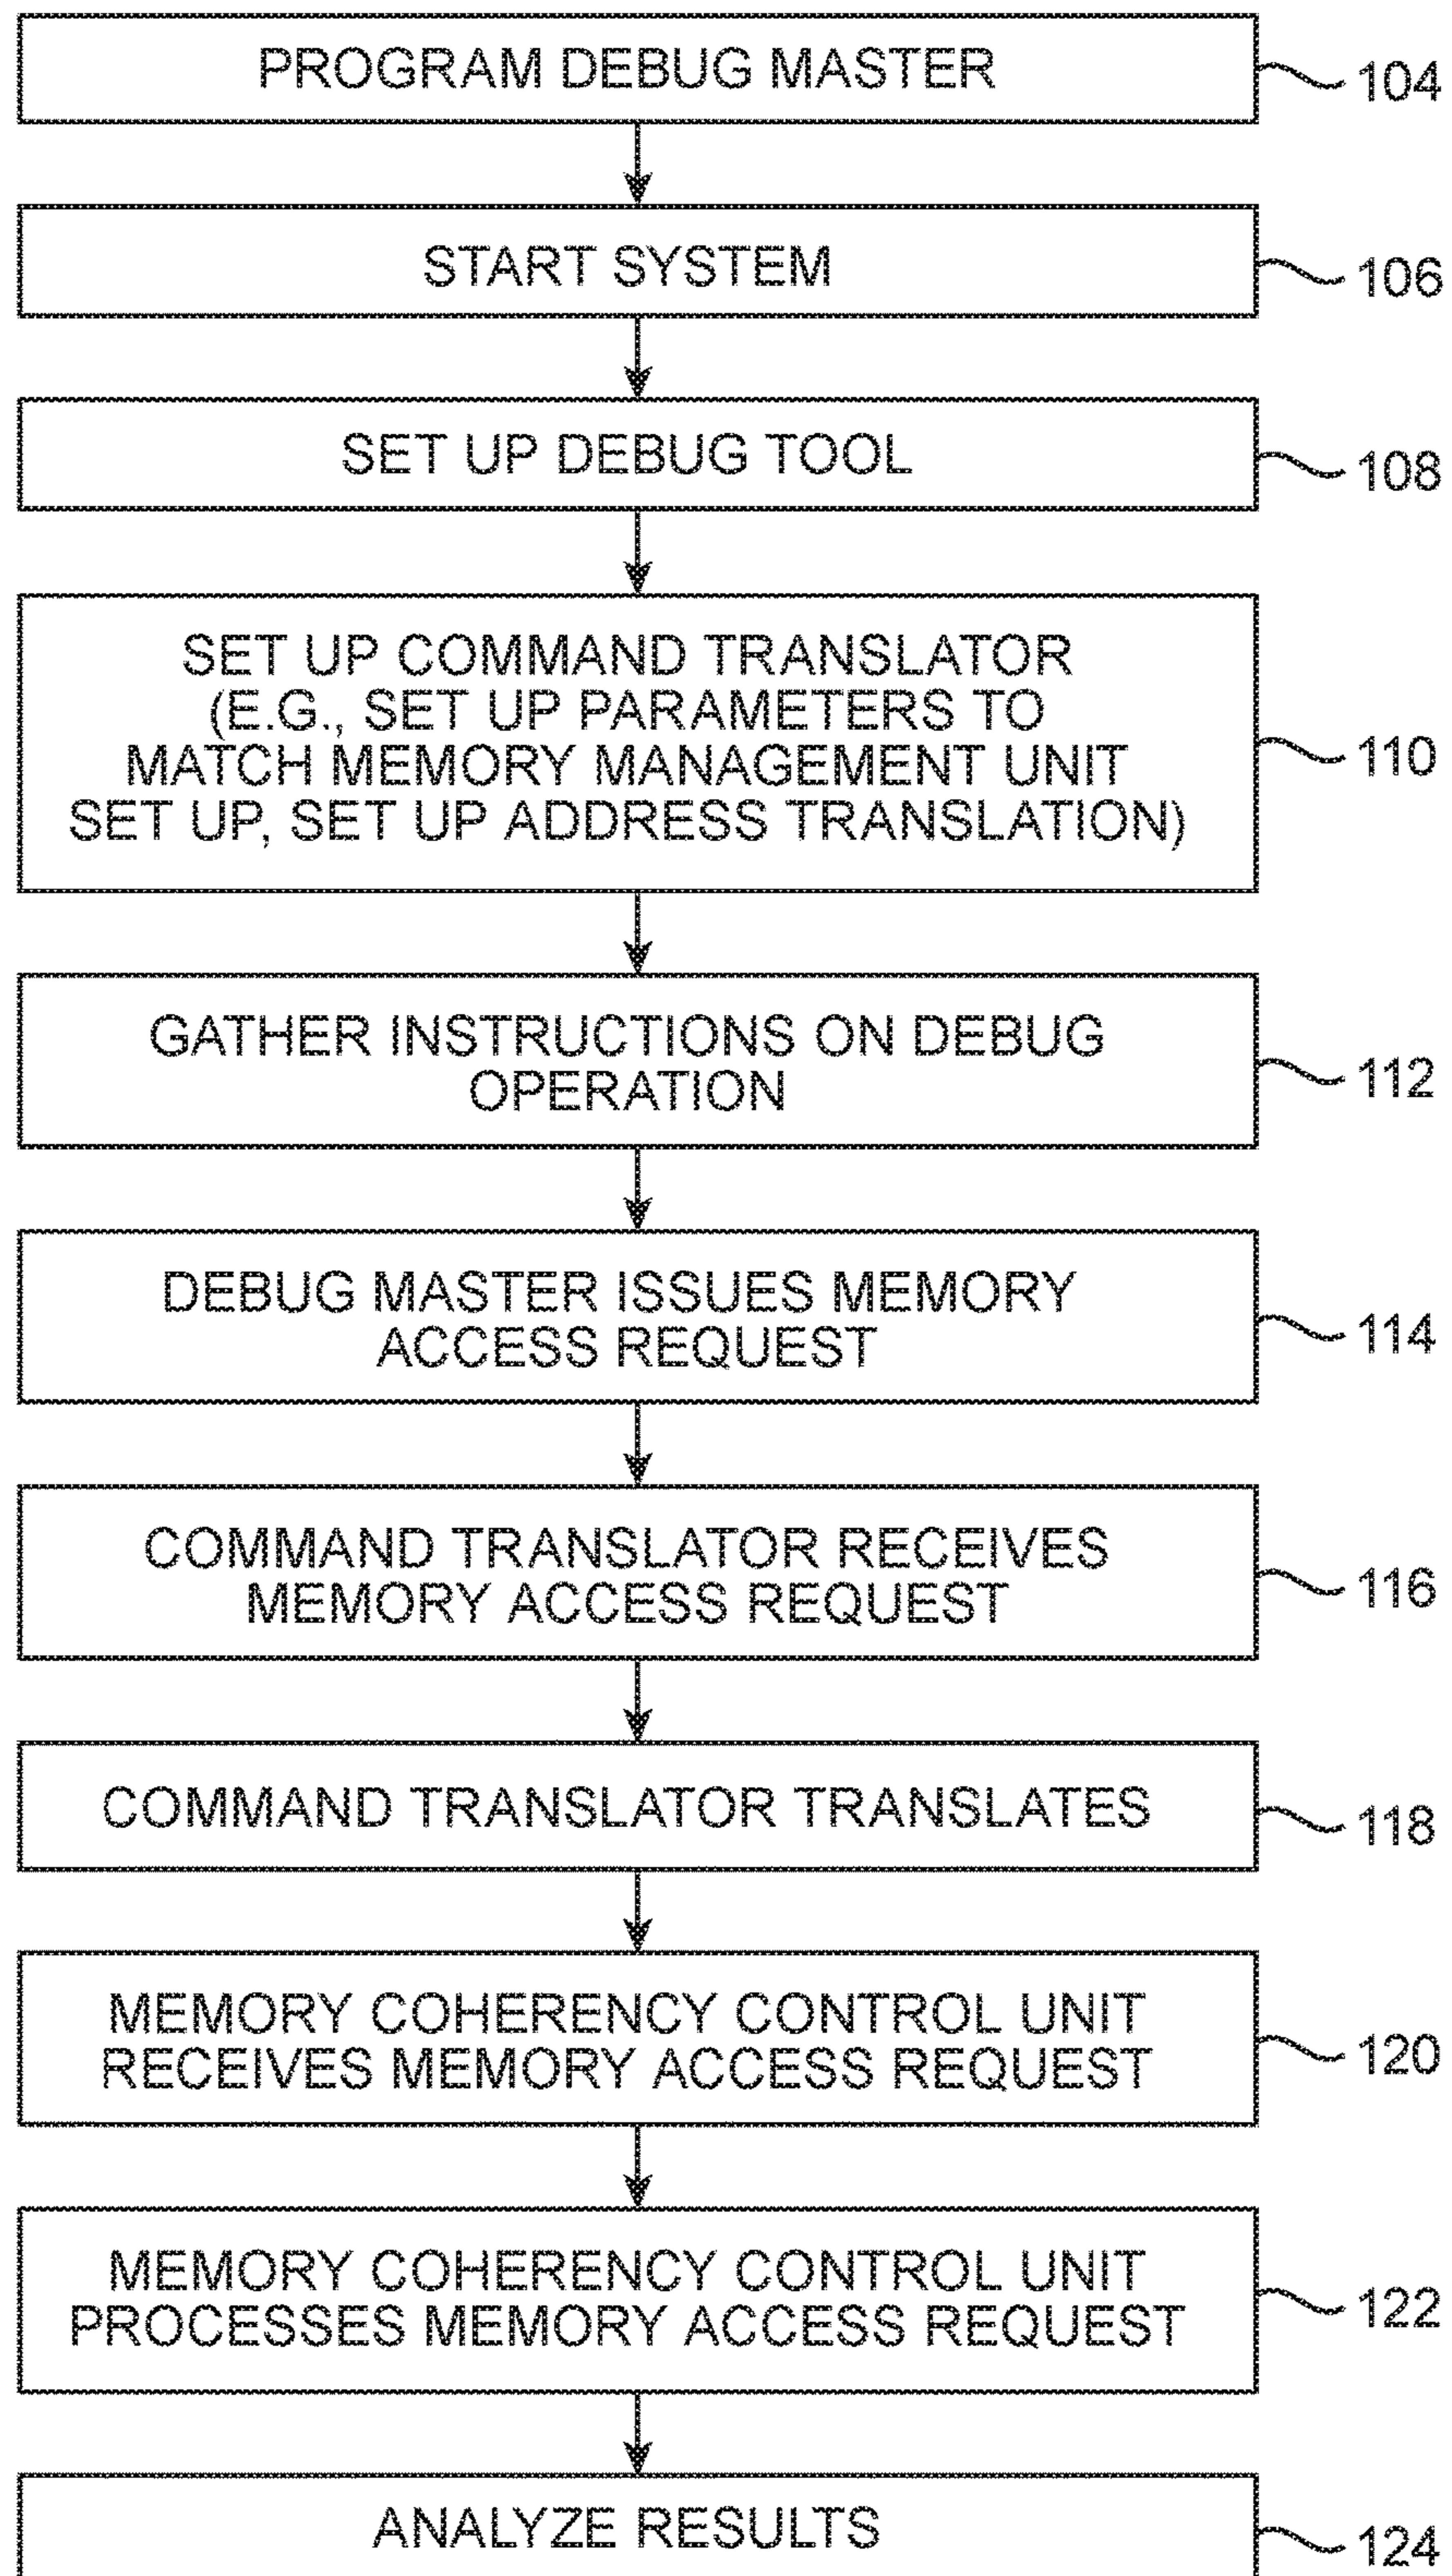 PROGRAM DEBUG MASTER
104
START SYSTEM
106
SET UP DEBUG TOOL
108
SET UP COMMAND TRANSLATOR
(E.G., SET UP PARAMETERS TO
MATCH MEMORY MANAGEMENT UNIT
SET UP, SET UP ADDRESS TRANSLATION)
110
GATHER INSTRUCTIONS ON DEBUG
OPERATION
112
DEBUG MASTER ISSUES MEMORY
ACCESS REQUEST
114
COMMAND TRANSLATOR RECEIVES
MEMORY ACCESS REQUEST
116
COMMAND TRANSLATOR TRANSLATES
118
MEMORY COHERENCY CONTROL UNIT
RECEIVES MEMORY ACCESS REQUEST
120
MEMORY COHERENCY CONTROL UNIT
PROCESSES MEMORY ACCESS REQUEST
122
ANALYZE RESULTS
124